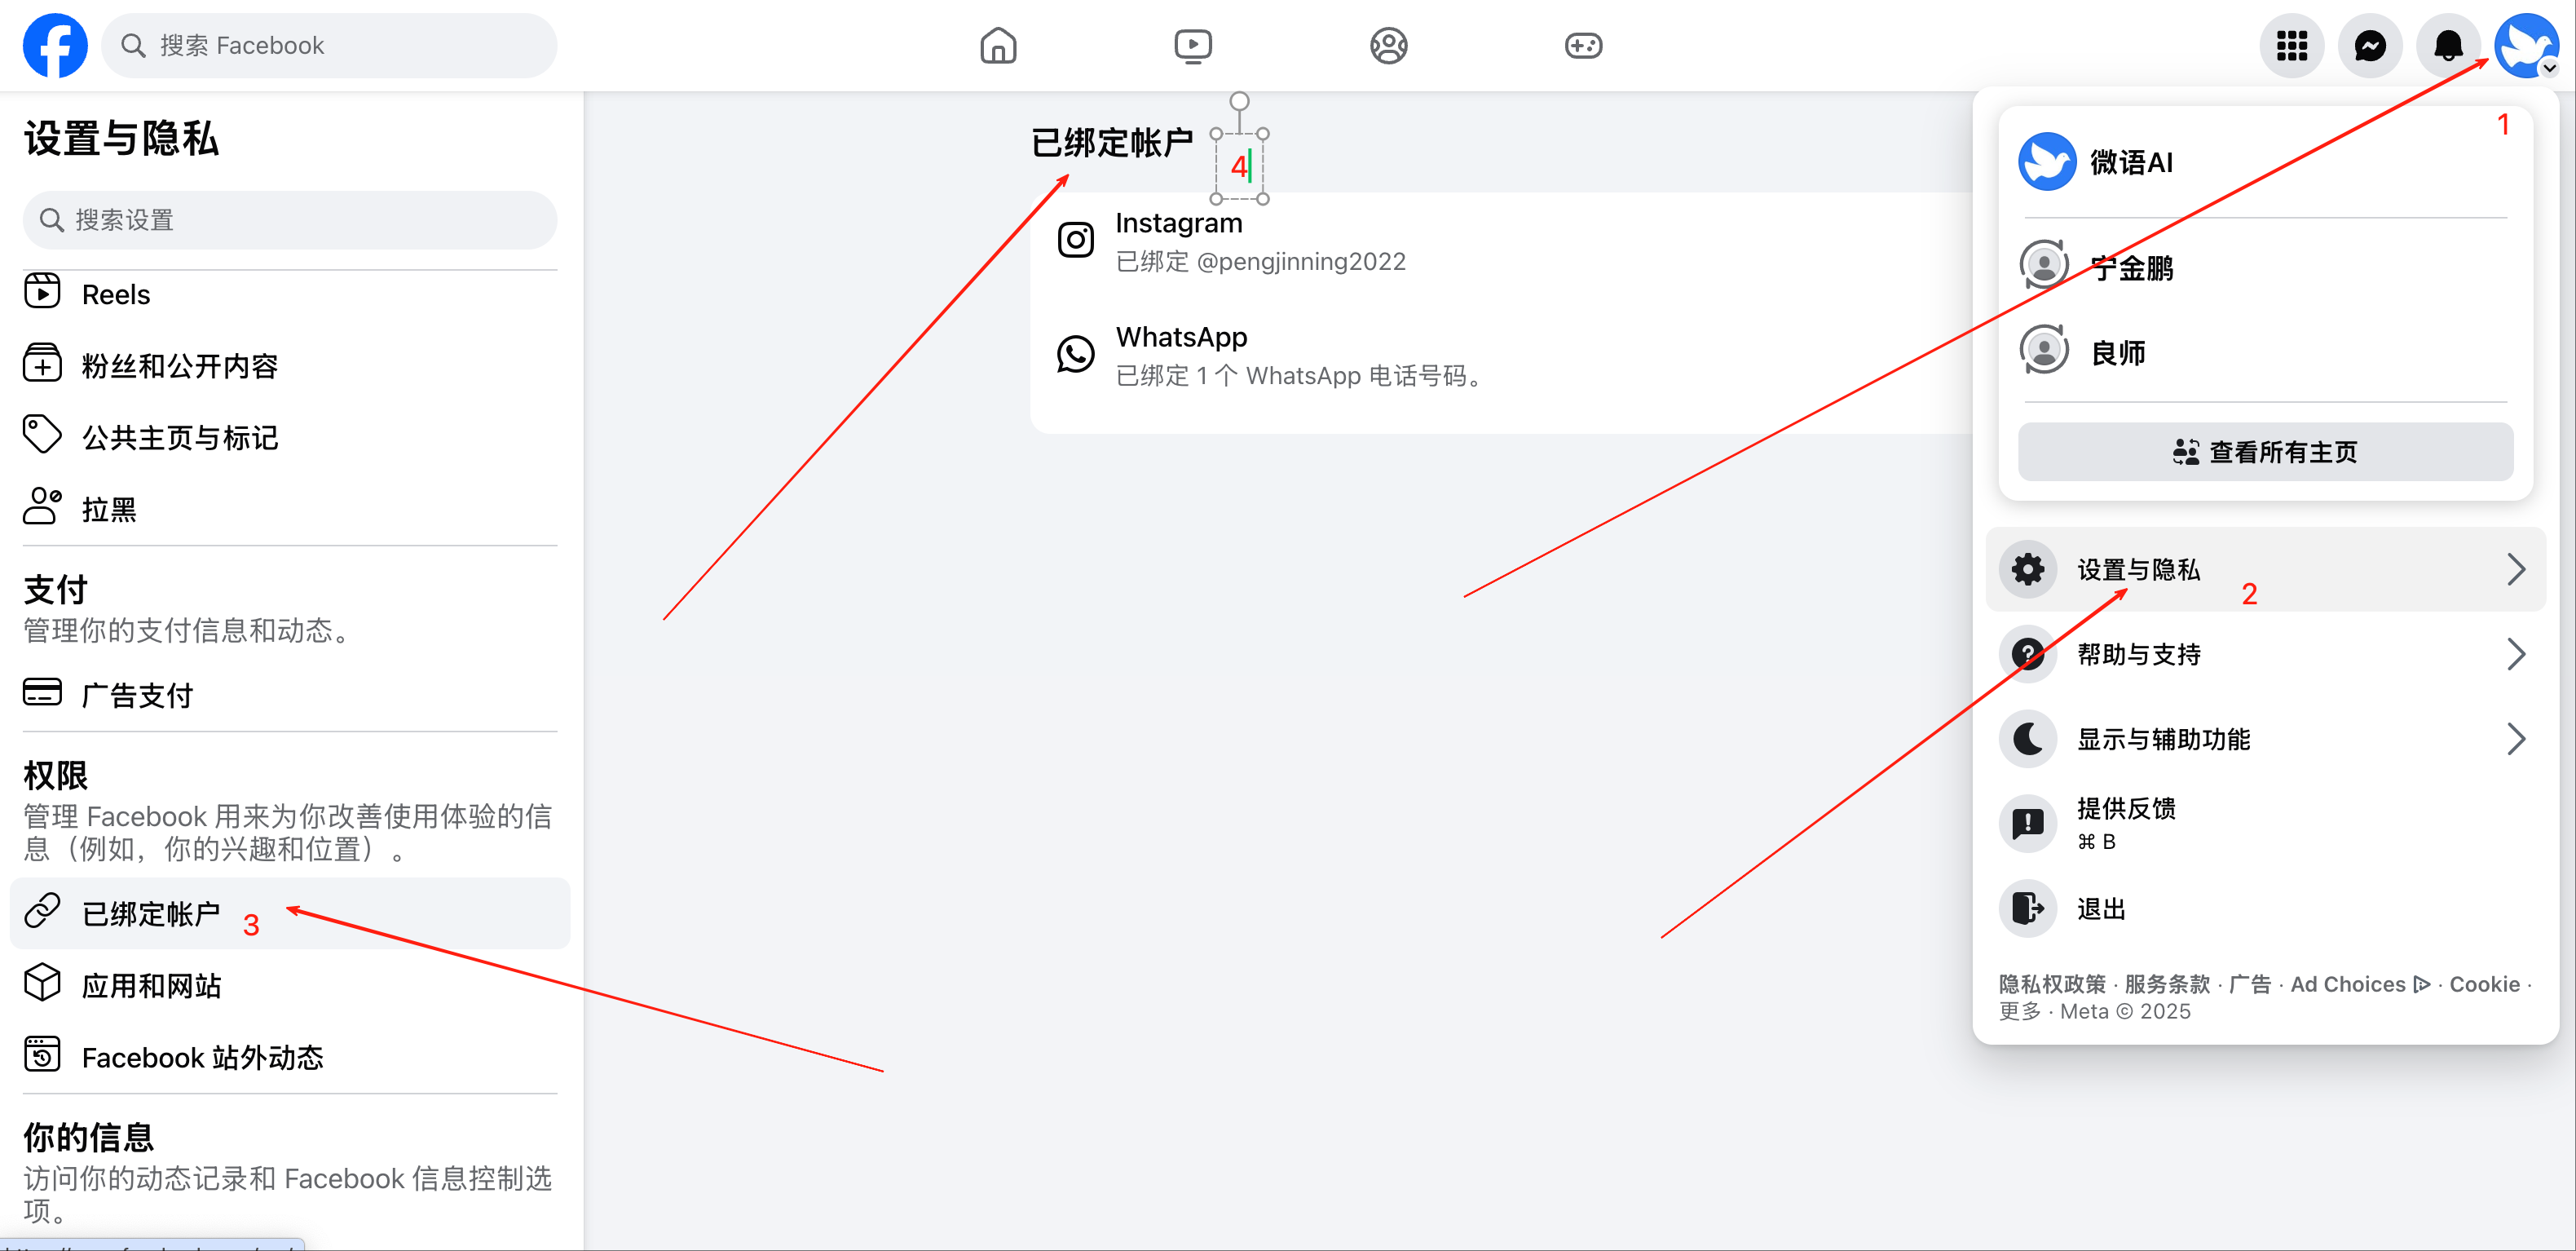 搜索 Facebook
设置与隐私
搜索设置
Reels
粉丝和公开内容
公共主页与标记
拉黑
支付
管理你的支付信息和动态。
广告支付
权限
管理 Facebook 用来为你改善使用体验的信
息（例如，你的兴趣和位置）。
已绑定帐户
3
应用和网站
Facebook 站外动态
你的信息
访问你的动态记录和 Facebook 信息控制选
项。
已绑定帐户
4
Instagram
已绑定 @pengjinning2022
WhatsApp
已绑定 1 个 WhatsApp 电话号码。
1
微语AI
宁金鹏
良师
查看所有主页
设置与隐私
2
帮助与支持
显示与辅助功能
提供反馈
⌘ B
退出
隐私权政策 · 服务条款 · 广告 · Ad Choices · Cookie ·
更多 · Meta © 2025